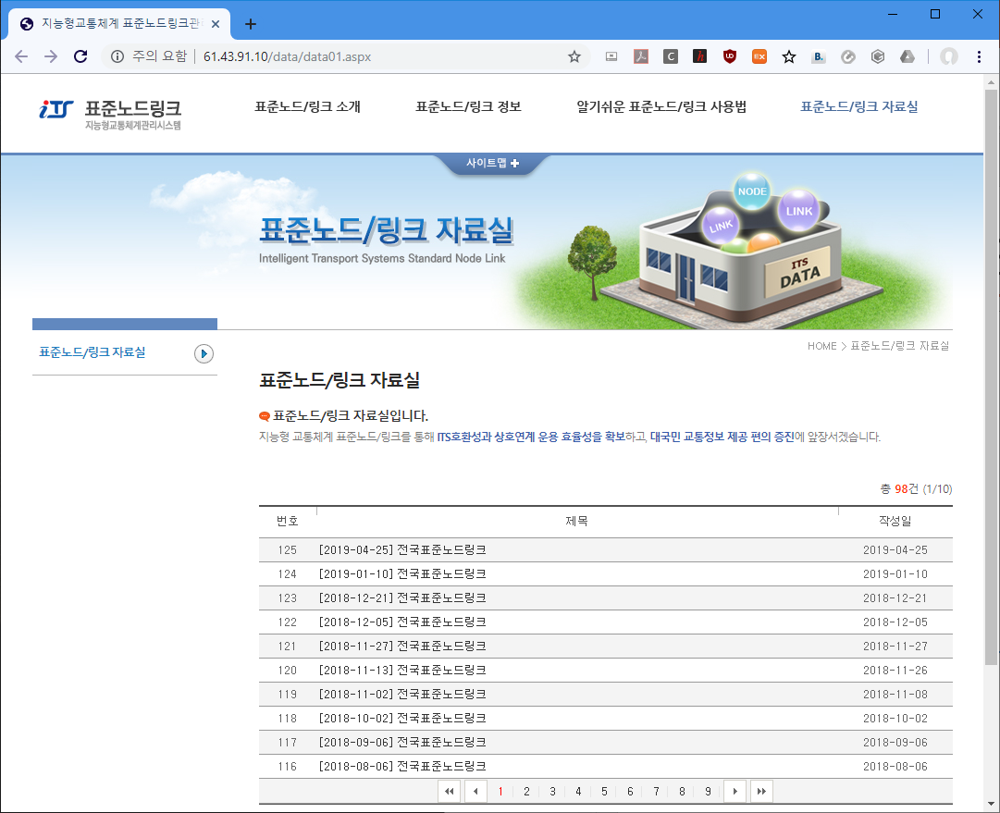 지능형교통체계 표준노드링크관
주의 요함 61.43.91.10/data/data01.aspx
iTS 표준노드링크
지능형교통체계관리시스템
표준노드/링크 소개
표준노드/링크 정보
알기쉬운 표준노드/링크 사용법
표준노드/링크 자료실
사이트맵
표준노드/링크 자료실
Intelligent Transport Systems Standard Node Link
NODE
LINK
LINK
ITS
DATA
표준노드/링크 자료실
HOME > 표준노드/링크 자료실
표준노드/링크 자료실
표준노드/링크 자료실입니다.
지능형 교통체계 표준노드/링크를 통해 ITS호환성과 상호연계 운용 효율성을 확보하고, 대국민 교통정보 제공 편의 증진에 앞장서겠습니다.
총 98건 (1/10)
번호 제목 작성일
125 [2019-04-25] 전국표준노드링크 2019-04-25
124 [2019-01-10] 전국표준노드링크 2019-01-10
123 [2018-12-21] 전국표준노드링크 2018-12-21
122 [2018-12-05] 전국표준노드링크 2018-12-05
121 [2018-11-27] 전국표준노드링크 2018-11-27
120 [2018-11-13] 전국표준노드링크 2018-11-26
119 [2018-11-02] 전국표준노드링크 2018-11-08
118 [2018-10-02] 전국표준노드링크 2018-10-02
117 [2018-09-06] 전국표준노드링크 2018-09-06
116 [2018-08-06] 전국표준노드링크 2018-08-06
1 2 3 4 5 6 7 8 9